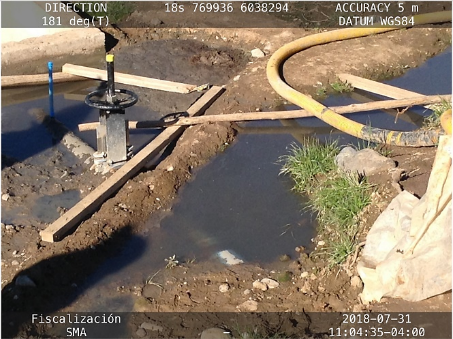 DIRECTION 18s 769936 6038294 ACCURACY 5 m
181 deg(T) DATUM WGS84
Fiscalización 2018-07-31
SMA 11:04:35-04:00